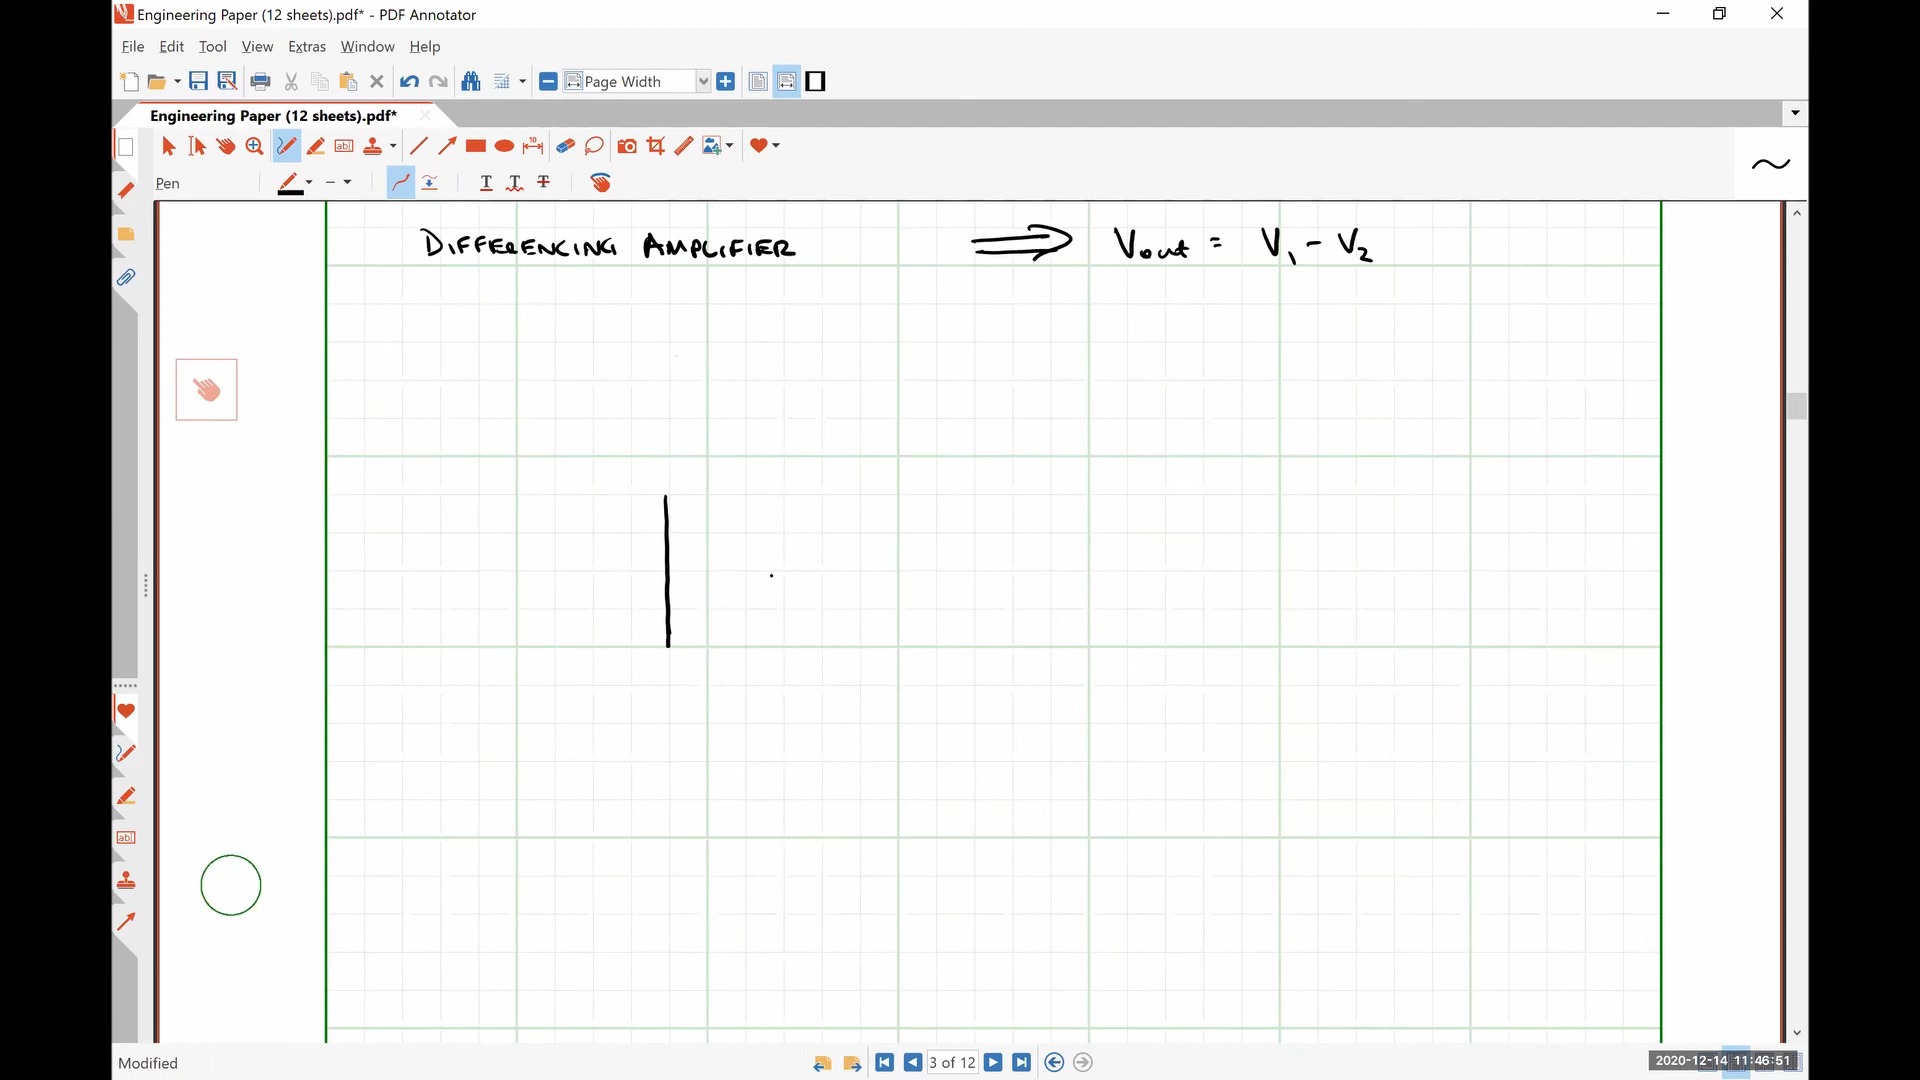 Engineering Paper (12 sheets).pdf* - PDF Annotator
File Edit Tool View Extras Window Help
Page Width
Engineering Paper (12 sheets).pdf*
Pen
DIFFERENCING AMPLIFIER ⟹ Vout = V₁ - V₂
Modified
3 of 12
2020-12-14 11:46:51